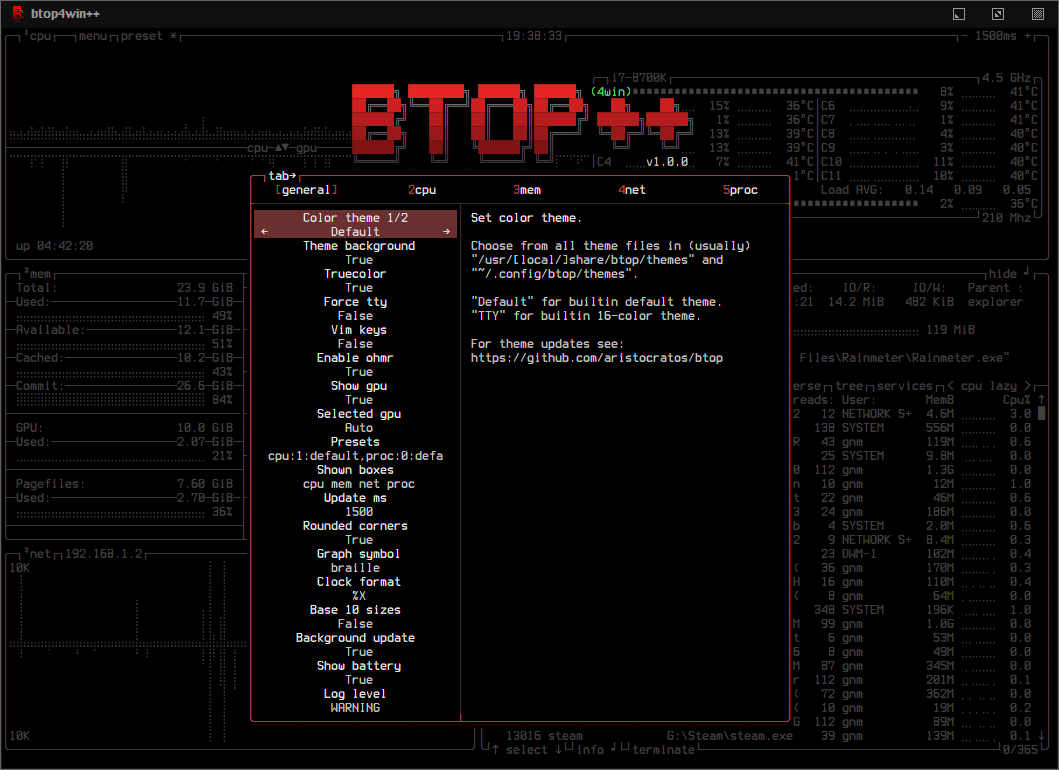 btop4win++
¹cpu menu preset * 19:38:33 - 1500ms +
i7-8700K 4.5 GHz
BTOP++
(4win)
8% 41°C
15% 36°C C6 9% 41°C
1% 36°C C7 1% 41°C
13% 39°C C8 4% 40°C
cpu ▲▼ gpu 13% 39°C C9 3% 40°C
C4 v1.0.0 7% 41°C C10 11% 40°C
1°C C11 10% 40°C
Load AVG: 0.14 0.09 0.05
2% 36°C
210 Mhz
up 04:42:20
tab→
[general] 2cpu 3mem 4net 5proc
Color theme 1/2
← Default →
Theme background
True
Truecolor
True
Force tty
False
Vim keys
False
Enable ohmr
True
Show gpu
True
Selected gpu
Auto
Presets
cpu:1:default,proc:0:defa
Shown boxes
cpu mem net proc
Update ms
1500
Rounded corners
True
Graph symbol
braille
Clock format
%X
Base 10 sizes
False
Background update
True
Show battery
True
Log level
WARNING
Set color theme.
Choose from all theme files in (usually)
"/usr/[local/]share/btop/themes" and
"~/.config/btop/themes".
"Default" for builtin default theme.
"TTY" for builtin 16-color theme.
For theme updates see:
https://github.com/aristocratos/btop
²mem
Total: 23.9 GiB
Used: 11.7 GiB
49%
Available: 12.1 GiB
51%
Cached: 10.2 GiB
43%
Commit: 26.6 GiB
84%
GPU: 10.0 GiB
Used: 2.07 GiB
21%
Pagefiles: 7.60 GiB
Used: 2.70 GiB
36%
³net 192.168.1.2
10K
10K
hide ┘
ed: IO/R: IO/W: Parent :
:21 14.2 MiB 482 KiB explorer
119 MiB
Files\Rainmeter\Rainmeter.exe"
erse tree services < cpu lazy >
reads: User: MemB Cpu% ↑
2 12 NETWORK S+ 4.6M 3.0
138 SYSTEM 556M 0.0
R 43 gnm 119M 0.6
25 SYSTEM 9.8M 0.0
0 112 gnm 1.3G 0.0
n 10 gnm 12M 1.0
t 22 gnm 46M 0.6
3 24 gnm 186M 0.0
b 4 SYSTEM 2.0M 0.6
2 9 NETWORK S+ 8.4M 0.3
23 DWM-1 102M 0.4
( 36 gnm 170M 0.3
H 16 gnm 110M 0.4
( 8 gnm 64M 0.0
348 SYSTEM 196K 1.0
M 99 gnm 1.0G 0.0
t 6 gnm 53M 0.0
G 8 gnm 49M 0.0
M 87 gnm 345M 0.0
r 112 gnm 201M 0.1
( 72 gnm 362M 0.0
( 10 gnm 19M 0.2
G 112 gnm 89M 0.0
13016 steam G:\Steam\steam.exe 39 gnm 139M 0.1 ↓
↑ select ↓ info ┘ terminate 0/365